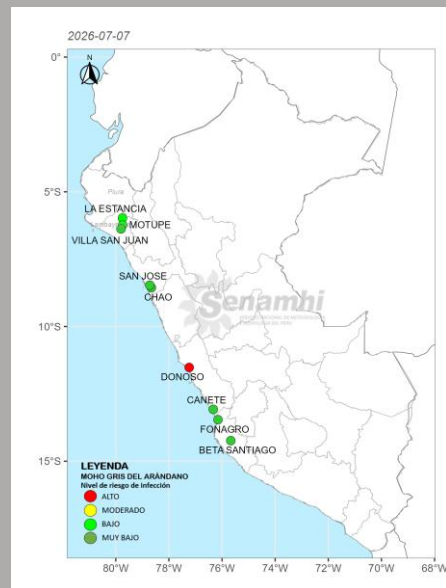 2026-07-07
N
0°
5°S
Piura
LA ESTANCIA
MOTUPE
VILLA SAN JUAN
SAN JOSE
CHAO
Senamhi
10°S
DONOSO
CANETE
FONAGRO
BETA SANTIAGO
15°S
LEYENDA
MOHO GRIS DEL ARÁNDANO
Nivel de riesgo de infección
ALTO
MODERADO
BAJO
MUY BAJO
80°W
78°W
76°W
74°W
72°W
70°W
68°W